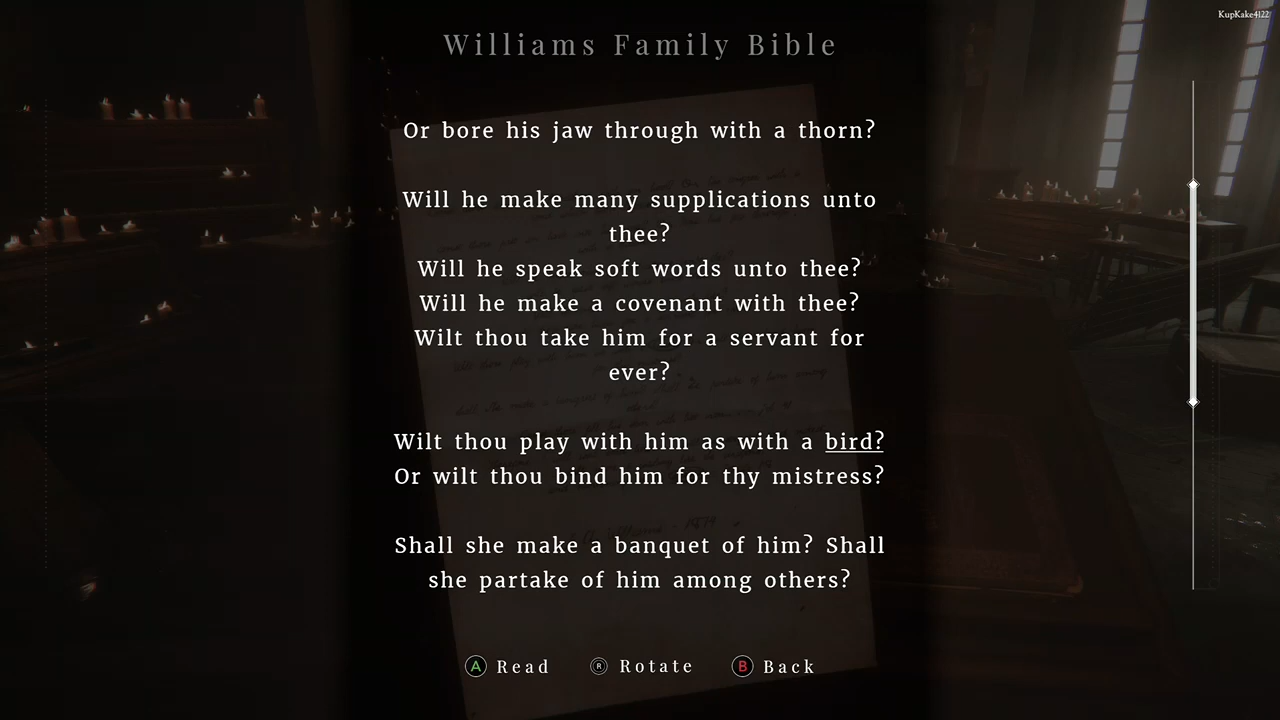 KupKake4122
Williams Family Bible
Or bore his jaw through with a thorn?
Will he make many supplications unto
thee?
Will he speak soft words unto thee?
Will he make a covenant with thee?
Wilt thou take him for a servant for
ever?
Wilt thou play with him as with a bird?
Or wilt thou bind him for thy mistress?
Shall she make a banquet of him? Shall
she partake of him among others?
A Read R Rotate B Back